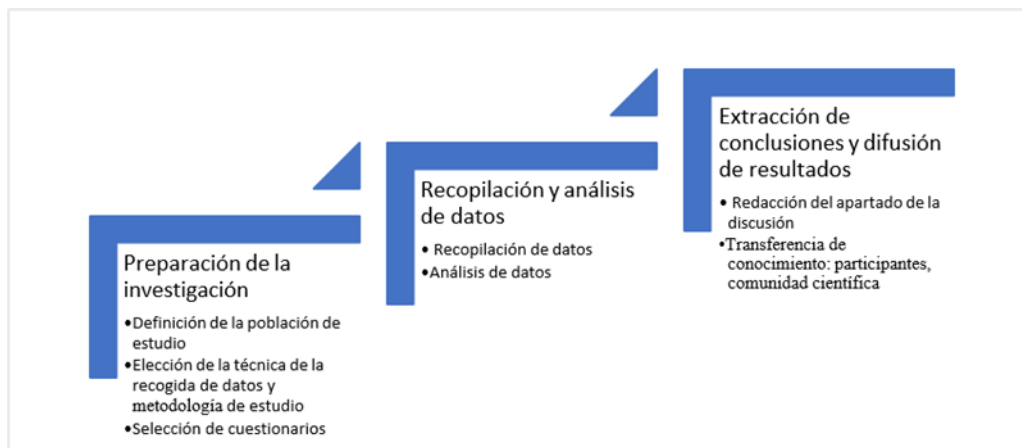 Preparación de la
investigación
•Definición de la población de
estudio
•Elección de la técnica de la
recogida de datos y
metodología de estudio
•Selección de cuestionarios
Recopilación y análisis
de datos
• Recopilación de datos
•Análisis de datos
Extracción de
conclusiones y difusión
de resultados
• Redacción del apartado de la
discusión
•Transferencia de
conocimiento: participantes,
comunidad científica